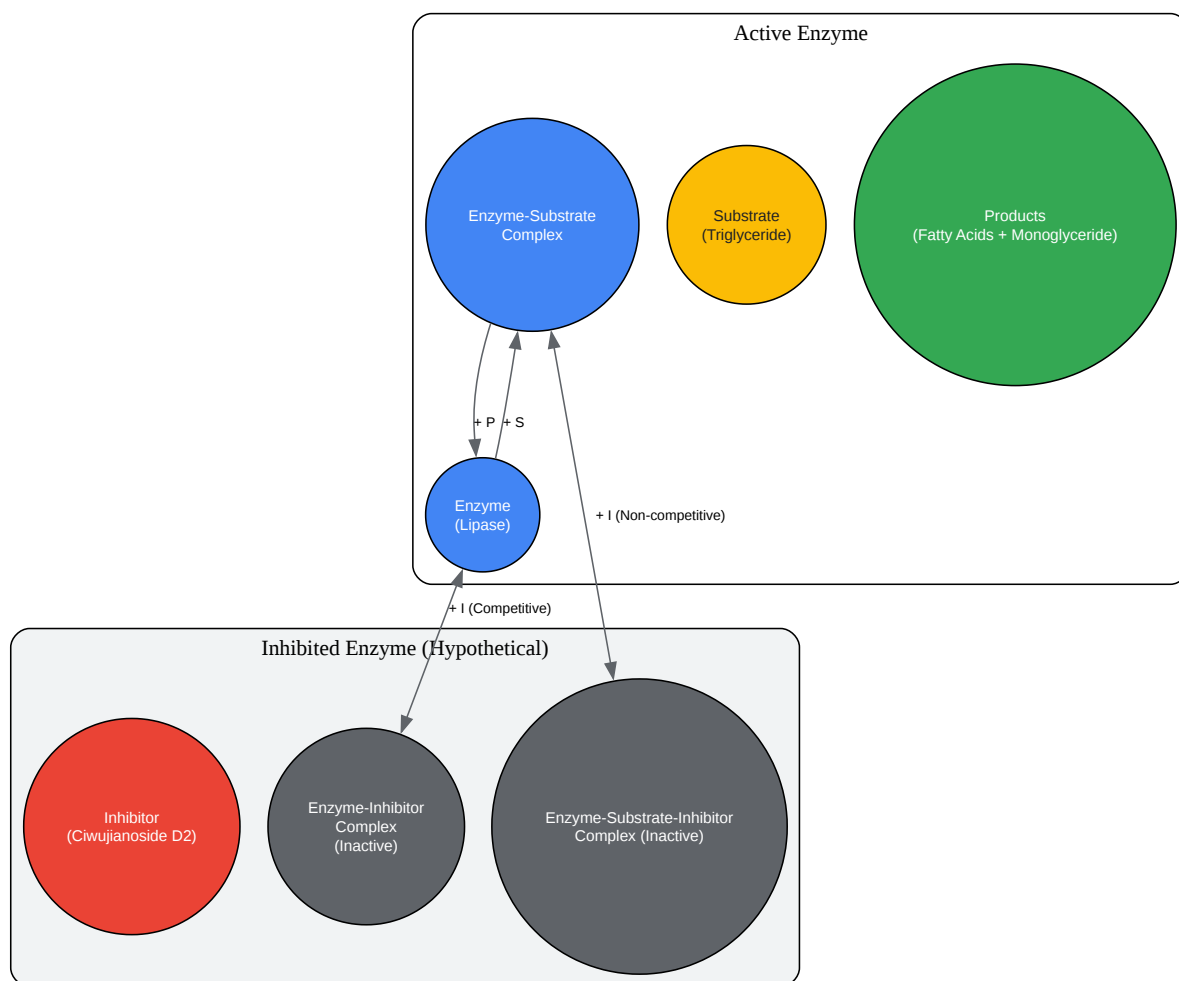 Active Enzyme
Enzyme-Substrate
Complex
Substrate
(Triglyceride)
Products
(Fatty Acids + Monoglyceride)
+ P
+ S
Enzyme
(Lipase)
+ I (Non-competitive)
+ I (Competitive)
Inhibited Enzyme (Hypothetical)
Inhibitor
(Ciwujianoside D2)
Enzyme-Inhibitor
Complex
(Inactive)
Enzyme-Substrate-Inhibitor
Complex (Inactive)